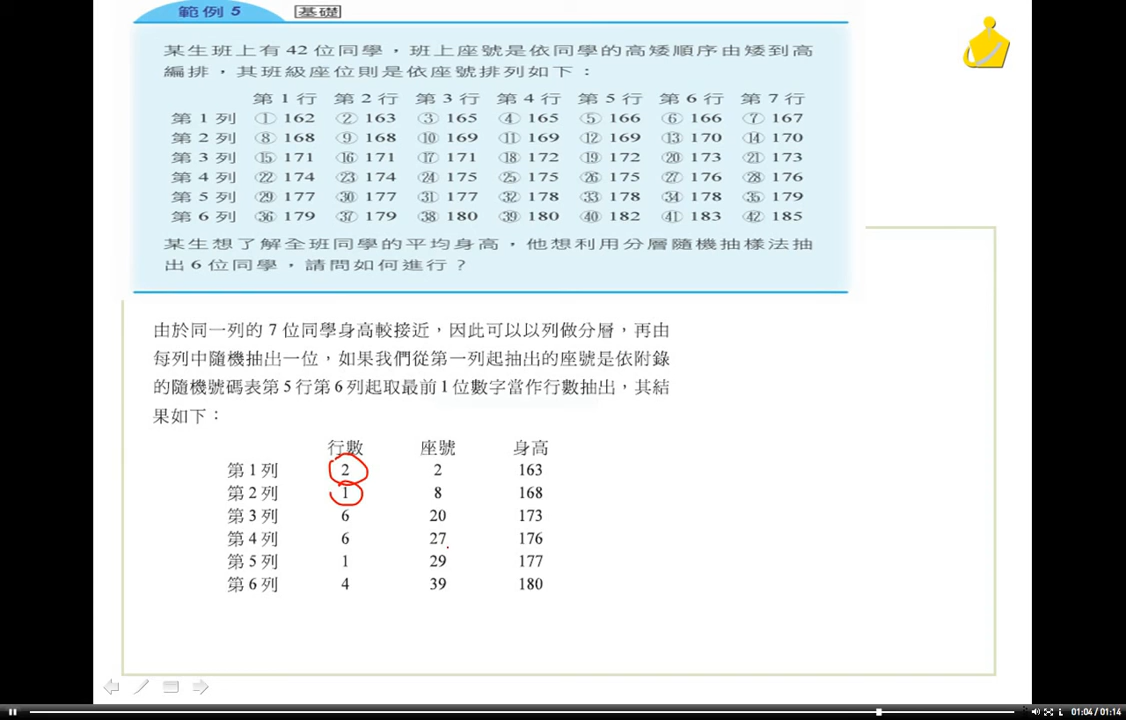 範例 5 基礎
某生班上有 42 位同學，班上座號是依同學的高矮順序由矮到高
編排，其班級座位則是依座號排列如下：
第 1 行 第 2 行 第 3 行 第 4 行 第 5 行 第 6 行 第 7 行
第 1 列 ① 162 ② 163 ③ 165 ④ 165 ⑤ 166 ⑥ 166 ⑦ 167
第 2 列 ⑧ 168 ⑨ 168 ⑩ 169 ⑪ 169 ⑫ 169 ⑬ 170 ⑭ 170
第 3 列 ⑮ 171 ⑯ 171 ⑰ 171 ⑱ 172 ⑲ 172 ⑳ 173 ㉑ 173
第 4 列 ㉒ 174 ㉓ 174 ㉔ 175 ㉕ 175 ㉖ 175 ㉗ 176 ㉘ 176
第 5 列 ㉙ 177 ㉚ 177 ㉛ 177 ㉜ 178 ㉝ 178 ㉞ 178 ㉟ 179
第 6 列 ㊱ 179 ㊲ 179 ㊳ 180 ㊴ 180 ㊵ 182 ㊶ 183 ㊷ 185
某生想了解全班同學的平均身高，他想利用分層隨機抽樣法抽
出 6 位同學，請問如何進行？
由於同一列的 7 位同學身高較接近，因此可以以列做分層，再由
每列中隨機抽出一位，如果我們從第一列起抽出的座號是依附錄
的隨機號碼表第 5 行第 6 列起取最前 1 位數字當作行數抽出，其結
果如下：
行數 座號 身高
第 1 列 2 2 163
第 2 列 1 8 168
第 3 列 6 20 173
第 4 列 6 27 176
第 5 列 1 29 177
第 6 列 4 39 180
01:04 / 01:14